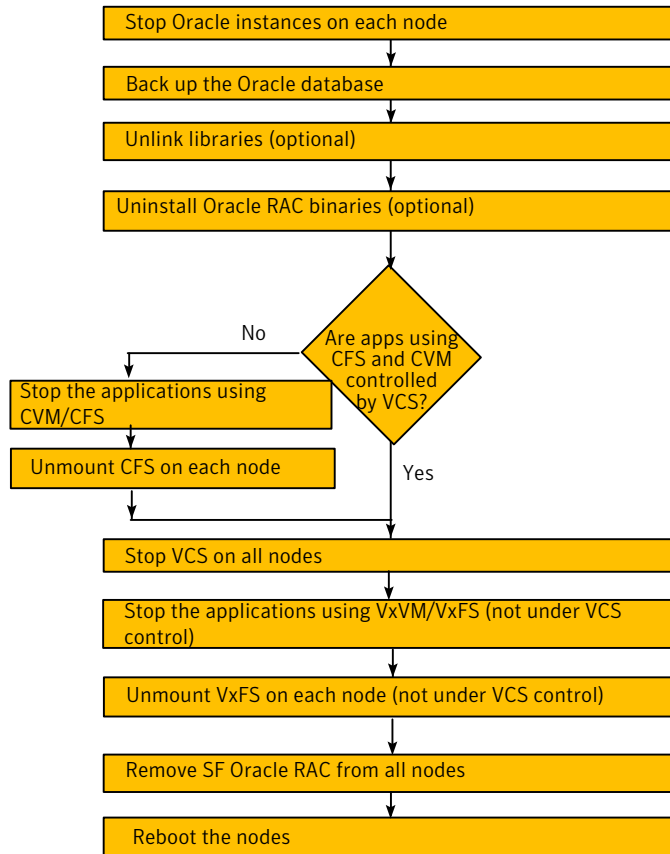 Stop Oracle instances on each node
Back up the Oracle database
Unlink libraries (optional)
Uninstall Oracle RAC binaries (optional)
Are apps using
CFS and CVM
controlled
by VCS?
No
Stop the applications using
CVM/CFS
Unmount CFS on each node
Yes
Stop VCS on all nodes
Stop the applications using VxVM/VxFS (not under VCS
control)
Unmount VxFS on each node (not under VCS control)
Remove SF Oracle RAC from all nodes
Reboot the nodes